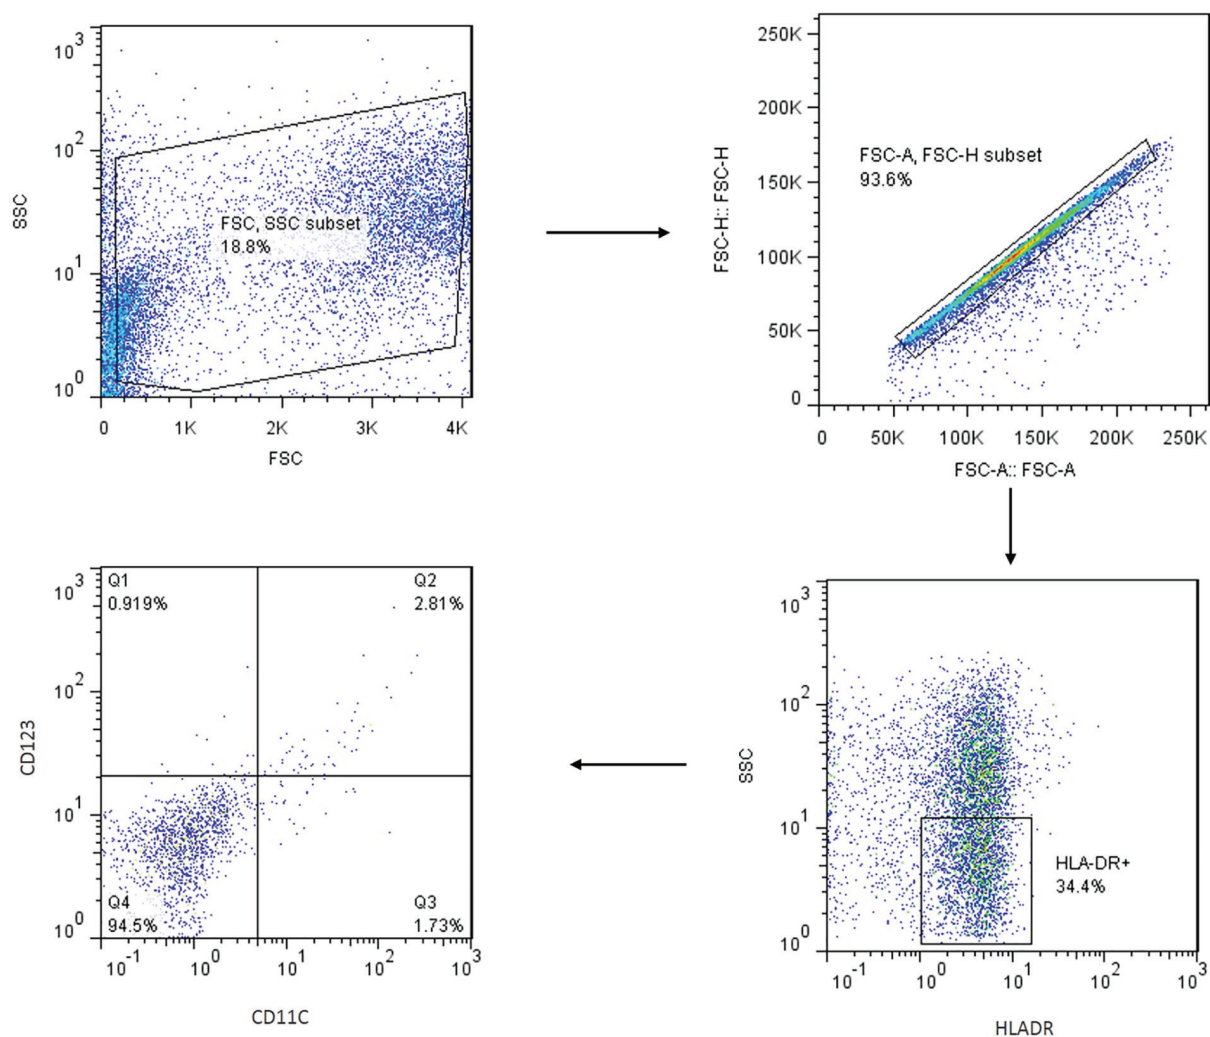 10³
10²
10¹
10⁰
SSC
FSC, SSC subset
18.8%
0 1K 2K 3K 4K
FSC
250K
200K
150K
100K
50K
0
FSC-H:: FSC-H
FSC-A, FSC-H subset
93.6%
0 50K 100K 150K 200K 250K
FSC-A:: FSC-A
10³
10²
10¹
10⁰
CD123
Q1
0.919%
Q2
2.81%
Q4
94.5%
Q3
1.73%
10⁻¹ 10⁰ 10¹ 10² 10³
CD11C
10³
10²
10¹
10⁰
SSC
HLA-DR+
34.4%
10⁻¹ 10⁰ 10¹ 10² 10³
HLADR